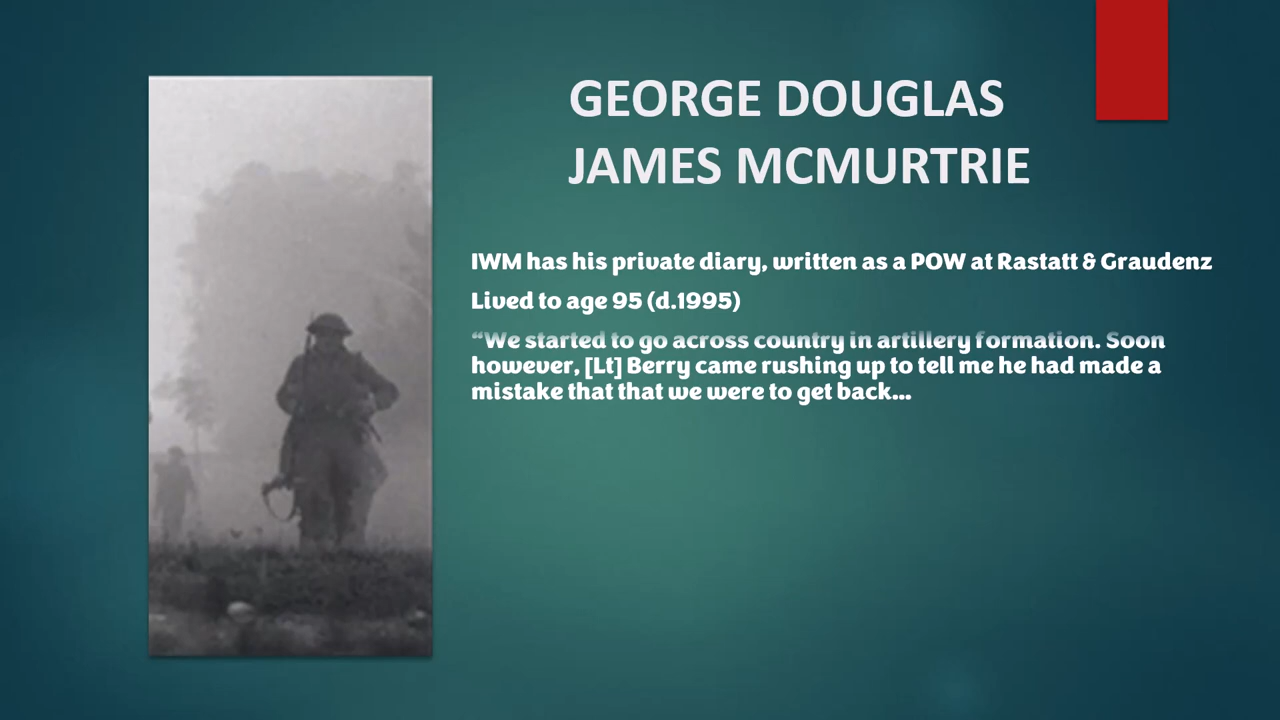 GEORGE DOUGLAS
JAMES MCMURTRIE
IWM has his private diary, written as a POW at Rastatt & Graudenz
Lived to age 95 (d.1995)
“We started to go across country in artillery formation. Soon
however, [Lt] Berry came rushing up to tell me he had made a
mistake that that we were to get back...